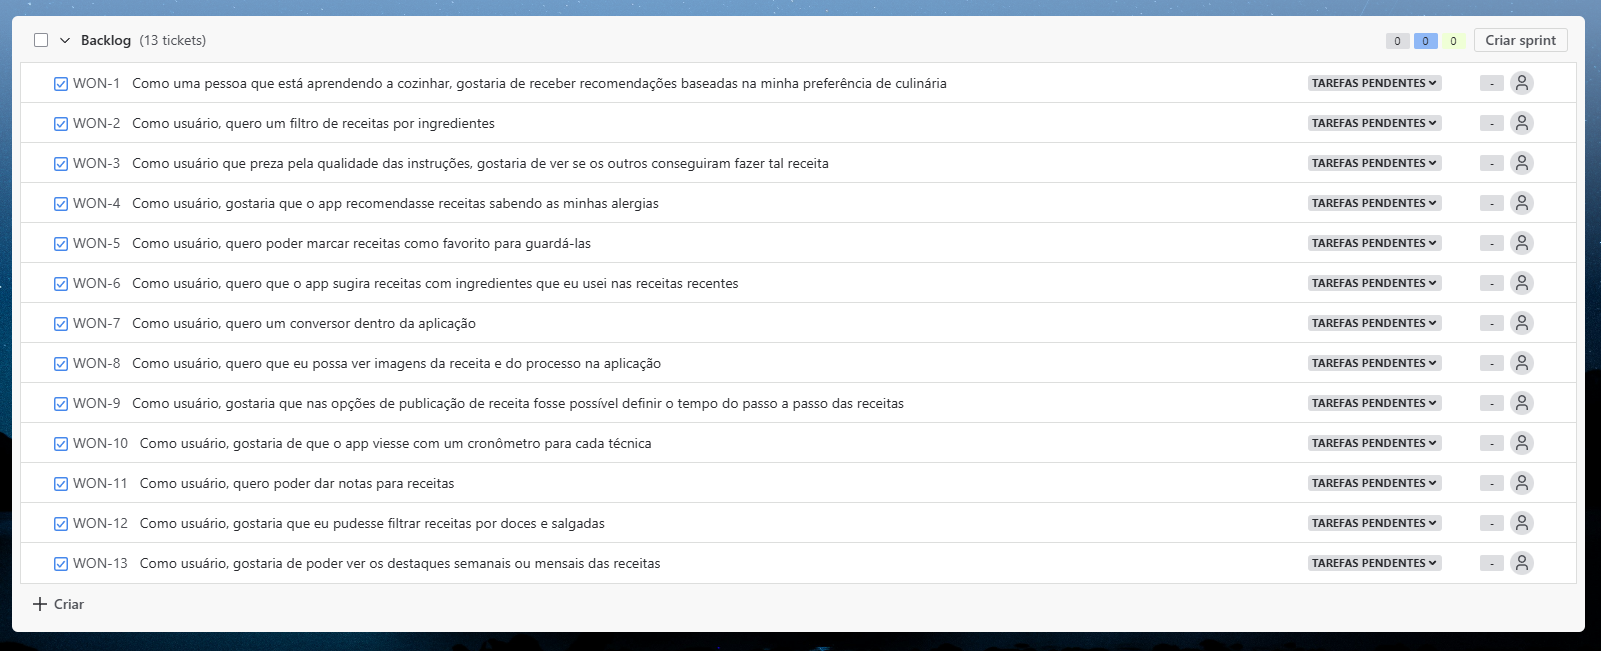 Backlog (13 tickets) 0 0 0 Criar sprint
WON-1 Como uma pessoa que está aprendendo a cozinhar, gostaria de receber recomendações baseadas na minha preferência de culinária TAREFAS PENDENTES -
WON-2 Como usuário, quero um filtro de receitas por ingredientes TAREFAS PENDENTES -
WON-3 Como usuário que preza pela qualidade das instruções, gostaria de ver se os outros conseguiram fazer tal receita TAREFAS PENDENTES -
WON-4 Como usuário, gostaria que o app recomendasse receitas sabendo as minhas alergias TAREFAS PENDENTES -
WON-5 Como usuário, quero poder marcar receitas como favorito para guardá-las TAREFAS PENDENTES -
WON-6 Como usuário, quero que o app sugira receitas com ingredientes que eu usei nas receitas recentes TAREFAS PENDENTES -
WON-7 Como usuário, quero um conversor dentro da aplicação TAREFAS PENDENTES -
WON-8 Como usuário, quero que eu possa ver imagens da receita e do processo na aplicação TAREFAS PENDENTES -
WON-9 Como usuário, gostaria que nas opções de publicação de receita fosse possível definir o tempo do passo a passo das receitas TAREFAS PENDENTES -
WON-10 Como usuário, gostaria de que o app viesse com um cronômetro para cada técnica TAREFAS PENDENTES -
WON-11 Como usuário, quero poder dar notas para receitas TAREFAS PENDENTES -
WON-12 Como usuário, gostaria que eu pudesse filtrar receitas por doces e salgadas TAREFAS PENDENTES -
WON-13 Como usuário, gostaria de poder ver os destaques semanais ou mensais das receitas TAREFAS PENDENTES -
Criar